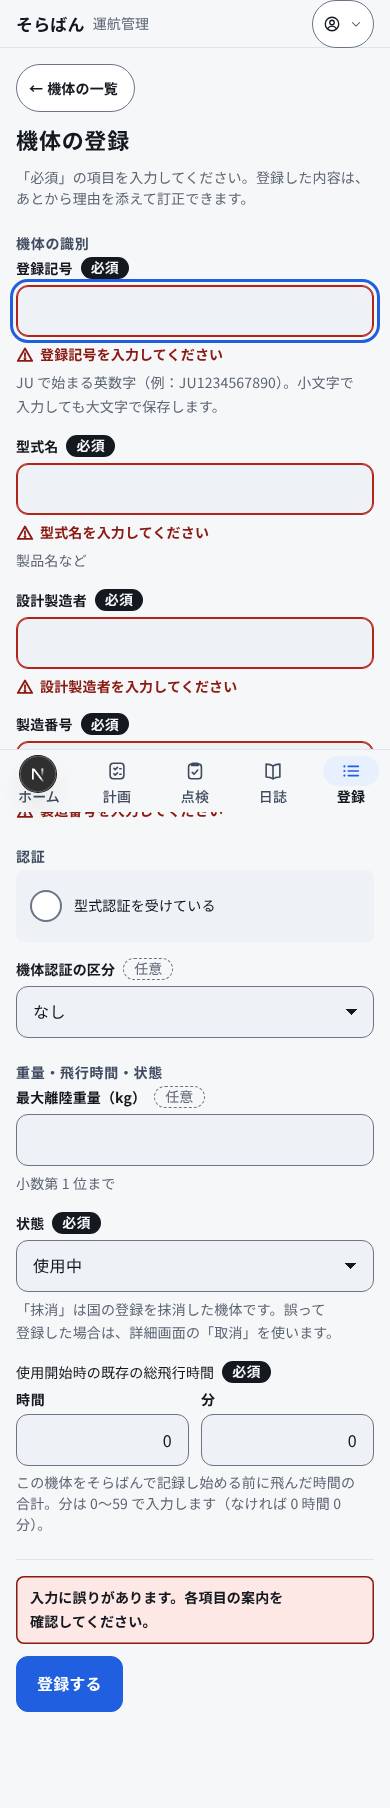 そらばん 運航管理
← 機体の一覧
機体の登録
「必須」の項目を入力してください。登録した内容は、
あとから理由を添えて訂正できます。
機体の識別
登録記号 必須
登録記号を入力してください
JU で始まる英数字（例：JU1234567890）。小文字で
入力しても大文字で保存します。
型式名 必須
型式名を入力してください
製品名など
設計製造者 必須
設計製造者を入力してください
製造番号 必須
N
ホーム 計画 点検 日誌 登録
製造番号を入力してください
認証
型式認証を受けている
機体認証の区分 任意
なし
重量・飛行時間・状態
最大離陸重量（kg） 任意
小数第 1 位まで
状態 必須
使用中
「抹消」は国の登録を抹消した機体です。誤って
登録した場合は、詳細画面の「取消」を使います。
使用開始時の既存の総飛行時間 必須
時間 分
0 0
この機体をそらばんで記録し始める前に飛んだ時間の
合計。分は 0〜59 で入力します（なければ 0 時間 0
分）。
入力に誤りがあります。各項目の案内を
確認してください。
登録する